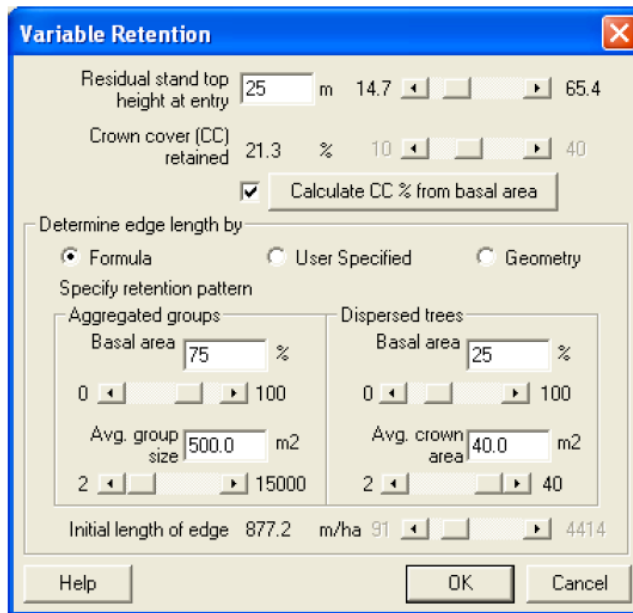 Variable Retention
Residual stand top height at entry 25 m 14.7 65.4
Crown cover (CC) retained 21.3 % 10 40
Calculate CC % from basal area
Determine edge length by
Formula User Specified Geometry
Specify retention pattern
Aggregated groups Dispersed trees
Basal area 75 % Basal area 25 %
0 100 0 100
Avg. group size 500.0 m2 Avg. crown area 40.0 m2
2 15000 2 40
Initial length of edge 877.2 m/ha 91 4414
Help OK Cancel